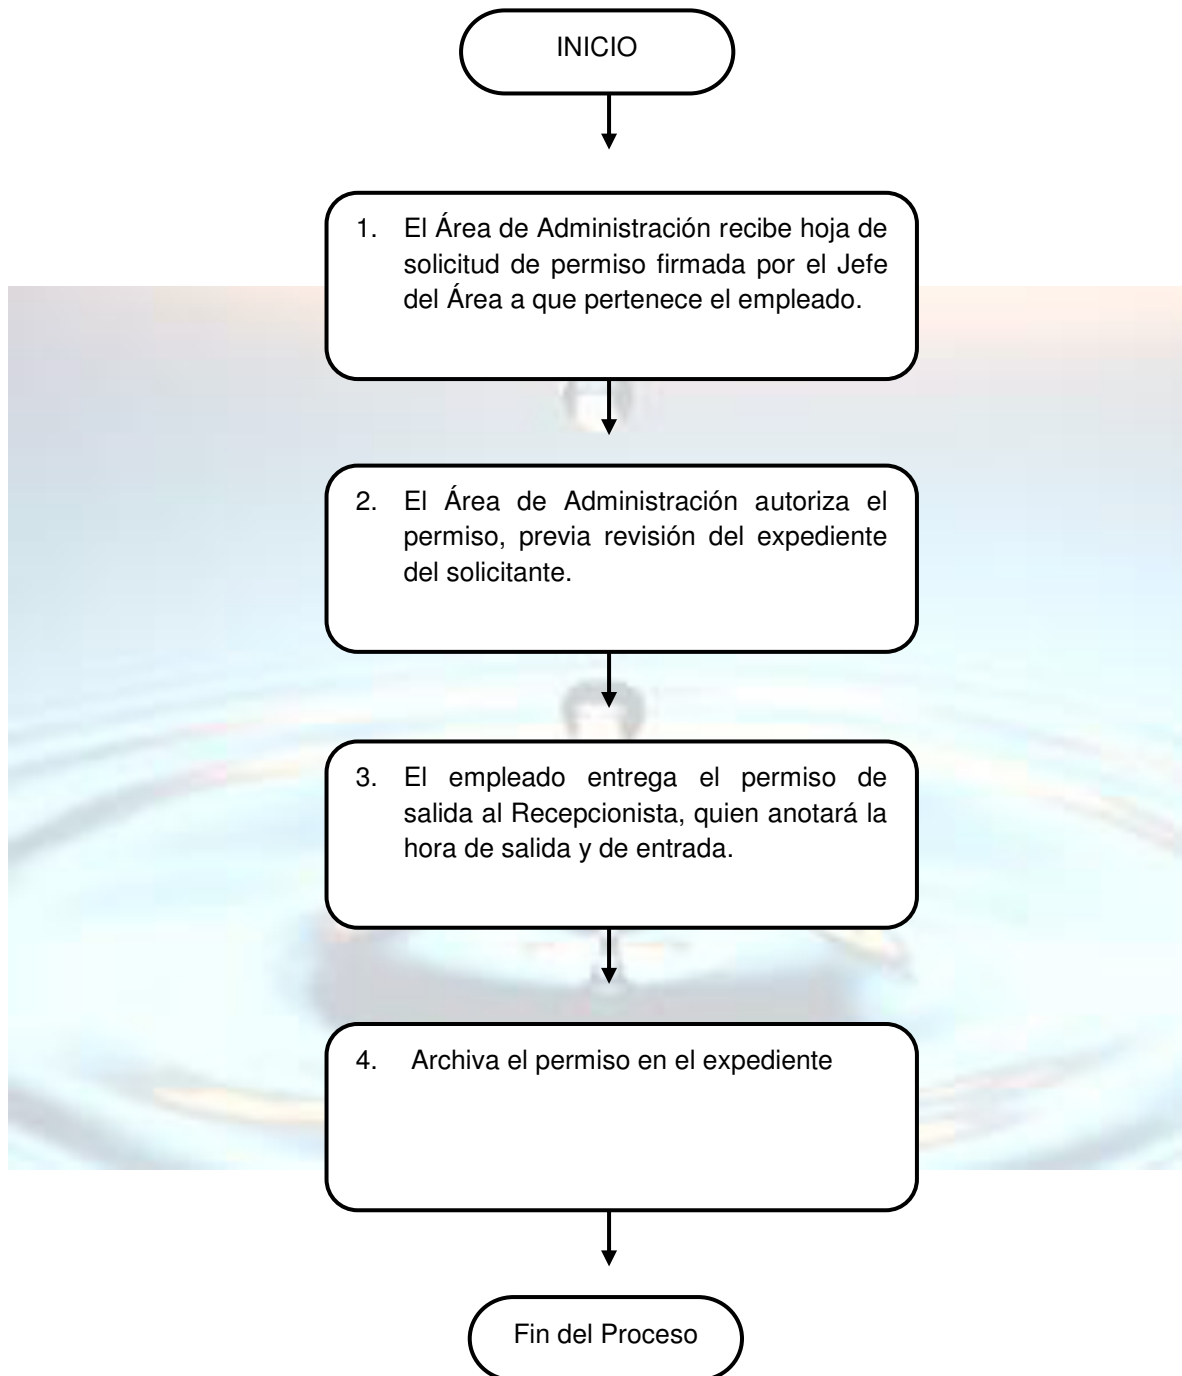 INICIO
1. El Área de Administración recibe hoja de
solicitud de permiso firmada por el Jefe
del Área a que pertenece el empleado.
2. El Área de Administración autoriza el
permiso, previa revisión del expediente
del solicitante.
3. El empleado entrega el permiso de
salida al Recepcionista, quien anotará la
hora de salida y de entrada.
4. Archiva el permiso en el expediente
Fin del Proceso